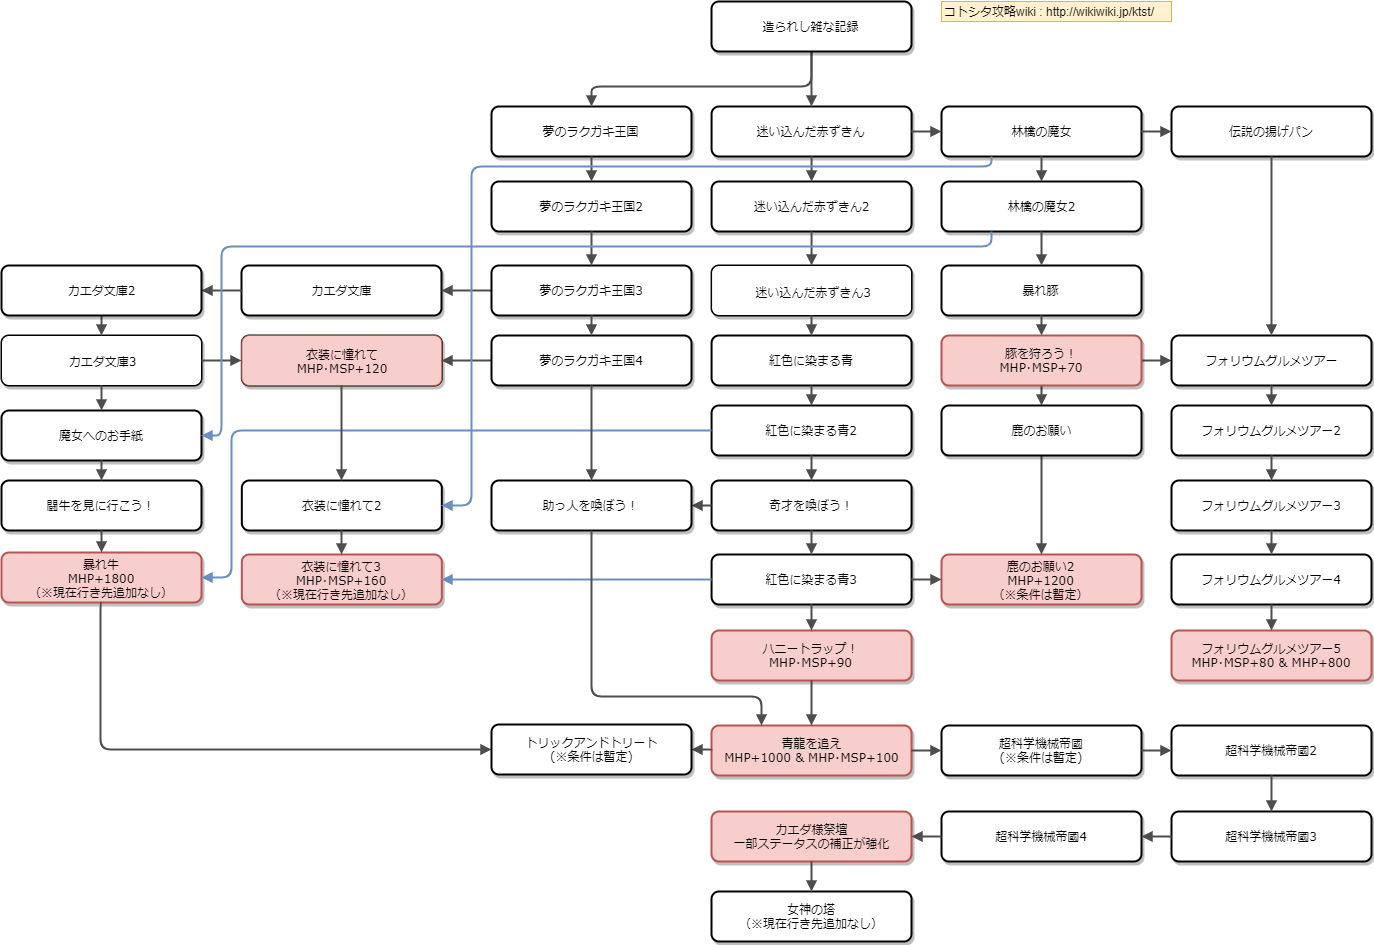 造られし雑な記録
コトシタ攻略wiki : http://wikiwiki.jp/ktst/
夢のラクガキ王国
迷い込んだ赤ずきん
林檎の魔女
伝説の揚げパン
夢のラクガキ王国2
迷い込んだ赤ずきん2
林檎の魔女2
カエダ文庫2
カエダ文庫
夢のラクガキ王国3
迷い込んだ赤ずきん3
暴れ豚
カエダ文庫3
衣装に憧れて
MHP・MSP+120
夢のラクガキ王国4
紅色に染まる青
豚を狩ろう！
MHP・MSP+70
フォリウムグルメツアー
魔女へのお手紙
紅色に染まる青2
鹿のお願い
フォリウムグルメツアー2
闘牛を見に行こう！
衣装に憧れて2
助っ人を喚ぼう！
奇才を喚ぼう！
フォリウムグルメツアー3
暴れ牛
MHP+1800
（※現在行き先追加なし）
衣装に憧れて3
MHP・MSP+160
（※現在行き先追加なし）
紅色に染まる青3
鹿のお願い2
MHP+1200
（※条件は暫定）
フォリウムグルメツアー4
ハニートラップ！
MHP・MSP+90
フォリウムグルメツアー5
MHP・MSP+80 & MHP+800
トリックアンドトリート
（※条件は暫定）
青龍を追え
MHP+1000 & MHP・MSP+100
超科学機械帝國
（※条件は暫定）
超科学機械帝國2
カエダ様祭壇
一部ステータスの補正が強化
超科学機械帝國4
超科学機械帝國3
女神の塔
（※現在行き先追加なし）